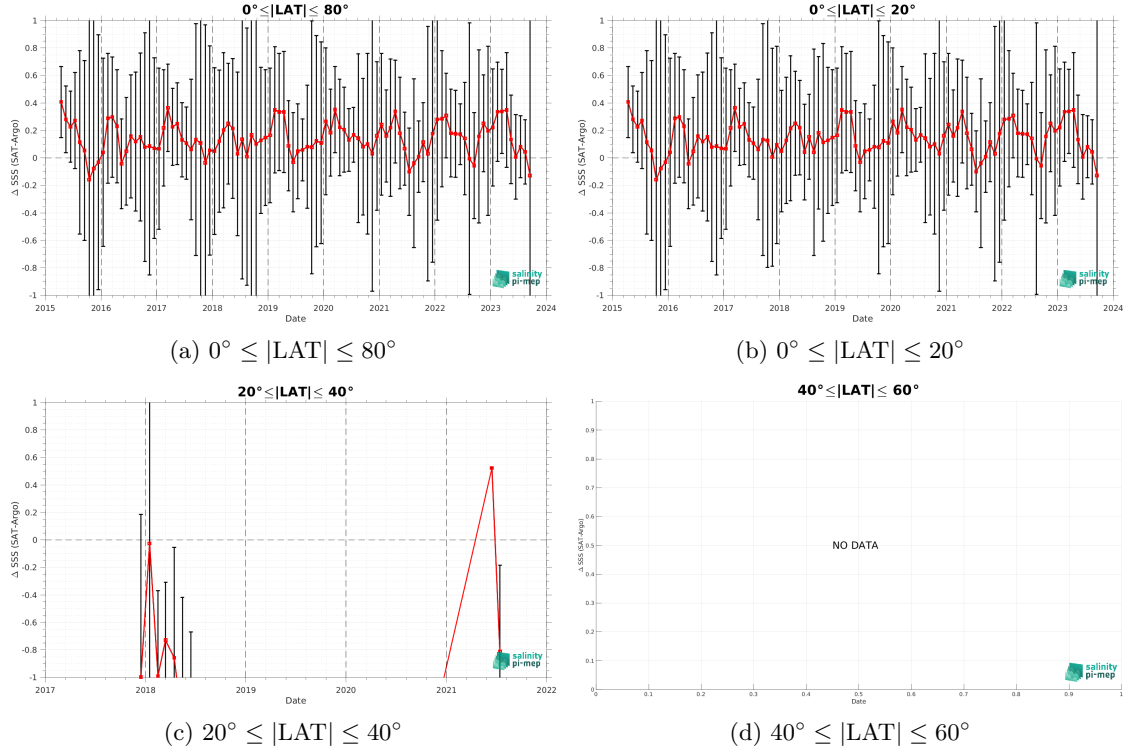 0°≤|LAT|≤ 80°
Δ SSS (SAT-Argo)
1
0.8
0.6
0.4
0.2
0
-0.2
-0.4
-0.6
-0.8
-1
2015 2016 2017 2018 2019 2020 2021 2022 2023 2024
Date
salinity
pi-mep
(a) 0° ≤ |LAT| ≤ 80°
0°≤|LAT|≤ 20°
Δ SSS (SAT-Argo)
1
0.8
0.6
0.4
0.2
0
-0.2
-0.4
-0.6
-0.8
-1
2015 2016 2017 2018 2019 2020 2021 2022 2023 2024
Date
salinity
pi-mep
(b) 0° ≤ |LAT| ≤ 20°
20°≤|LAT|≤ 40°
Δ SSS (SAT-Argo)
1
0.8
0.6
0.4
0.2
0
-0.2
-0.4
-0.6
-0.8
-1
2017 2018 2019 2020 2021 2022
Date
salinity
pi-mep
(c) 20° ≤ |LAT| ≤ 40°
40°≤|LAT|≤ 60°
Δ SSS (SAT-Argo)
1
0.9
0.8
0.7
0.6
0.5
0.4
0.3
0.2
0.1
0
NO DATA
0 0.1 0.2 0.3 0.4 0.5 0.6 0.7 0.8 0.9 1
Date
salinity
pi-mep
(d) 40° ≤ |LAT| ≤ 60°